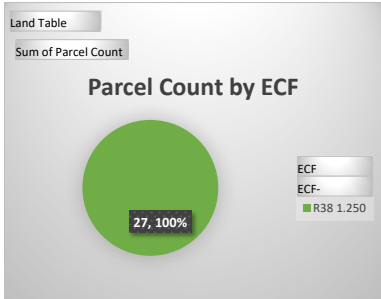 Land Table
Sum of Parcel Count
Parcel Count by ECF
27, 100%
ECF
ECF-
R38 1.250